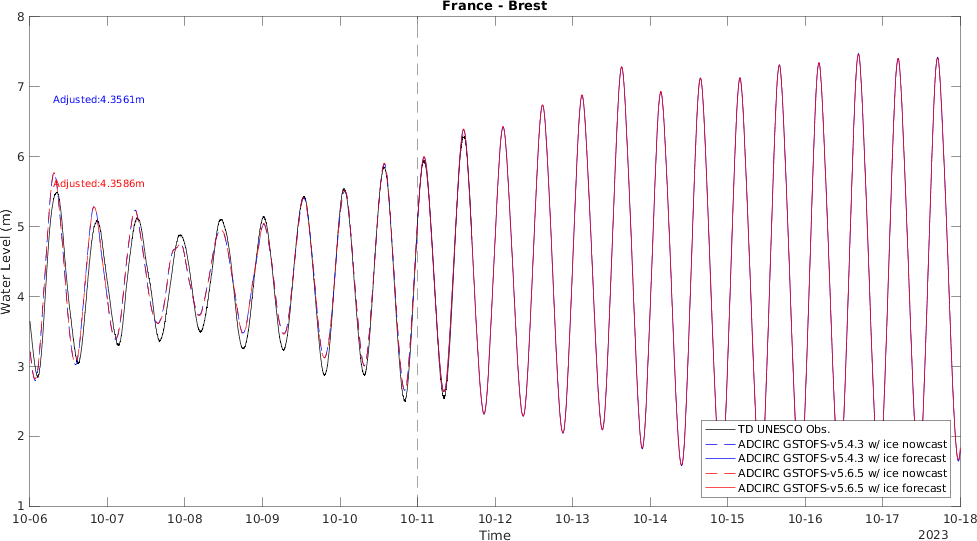 France - Brest
8
7
6
5
4
3
2
1
Water Level (m)
Adjusted:4.3561m
Adjusted:4.3586m
TD UNESCO Obs.
ADCIRC GSTOFS-v5.4.3 w/ ice nowcast
ADCIRC GSTOFS-v5.4.3 w/ ice forecast
ADCIRC GSTOFS-v5.6.5 w/ ice nowcast
ADCIRC GSTOFS-v5.6.5 w/ ice forecast
10-06 10-07 10-08 10-09 10-10 10-11 10-12 10-13 10-14 10-15 10-16 10-17 10-18
Time
2023